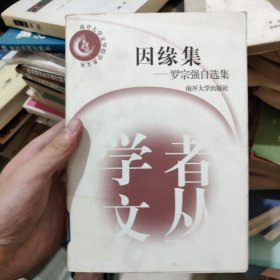 因缘集
——罗宗强自选集
南开大学出版社
学者
文丛